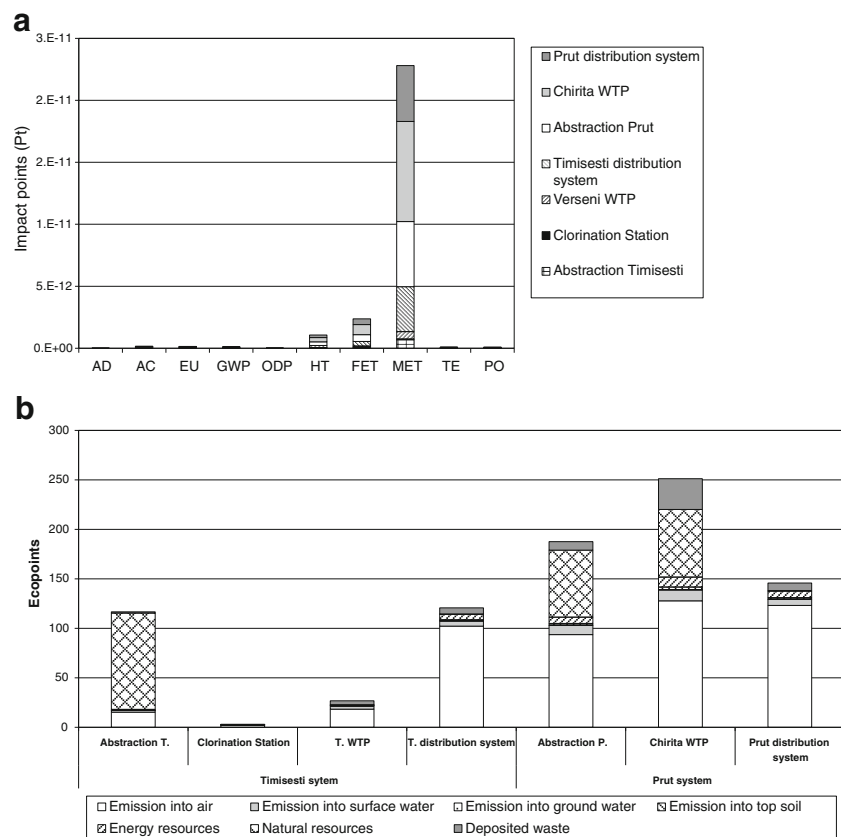 a
3.E-11
2.E-11
2.E-11
1.E-11
5.E-12
0.E+00
Impact points (Pt)
AD AC EU GWP ODP HT FET MET TE PO
Prut distribution system
Chirita WTP
Abstraction Prut
Timisesti distribution
system
Verseni WTP
Clorination Station
Abstraction Timisesti
b
300
250
200
150
100
50
0
Ecopoints
Abstraction T. Clorination Station T. WTP T. distribution system Abstraction P. Chirita WTP Prut distribution
system
Timisesti sytem Prut system
Emission into air Emission into surface water Emission into ground water Emission into top soil
Energy resources Natural resources Deposited waste